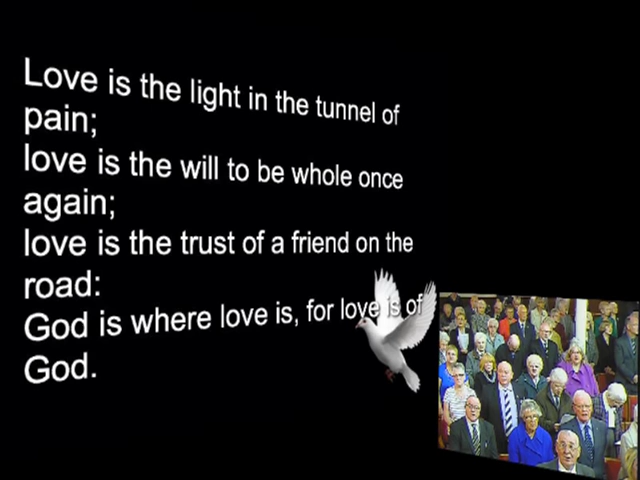 Love is the light in the tunnel of
pain;
love is the will to be whole once
again;
love is the trust of a friend on the
road:
God is where love is, for love is of
God.